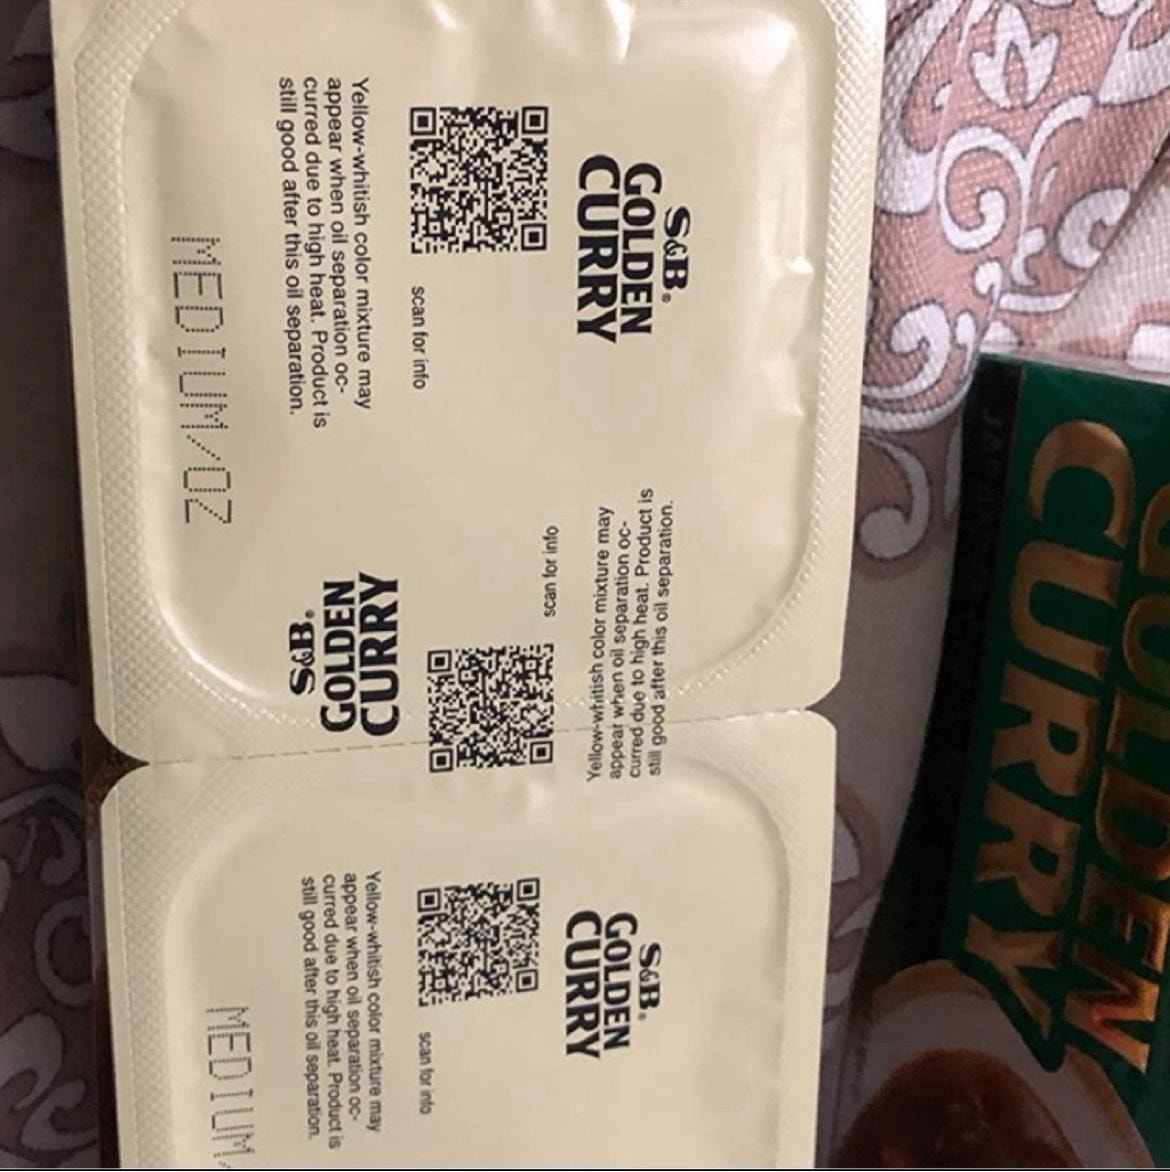 S&B®
GOLDEN
CURRY
scan for info
Yellow-whitish color mixture may
appear when oil separation oc-
curred due to high heat. Product is
still good after this oil separation.
MEDIUM/OZ
S&B®
GOLDEN
CURRY
scan for info
Yellow-whitish color mixture may
appear when oil separation oc-
curred due to high heat. Product is
still good after this oil separation.
S&B®
GOLDEN
CURRY
scan for info
Yellow-whitish color mixture may
appear when oil separation oc-
curred due to high heat. Product is
still good after this oil separation.
MEDIUM
GOLDEN
CURRY